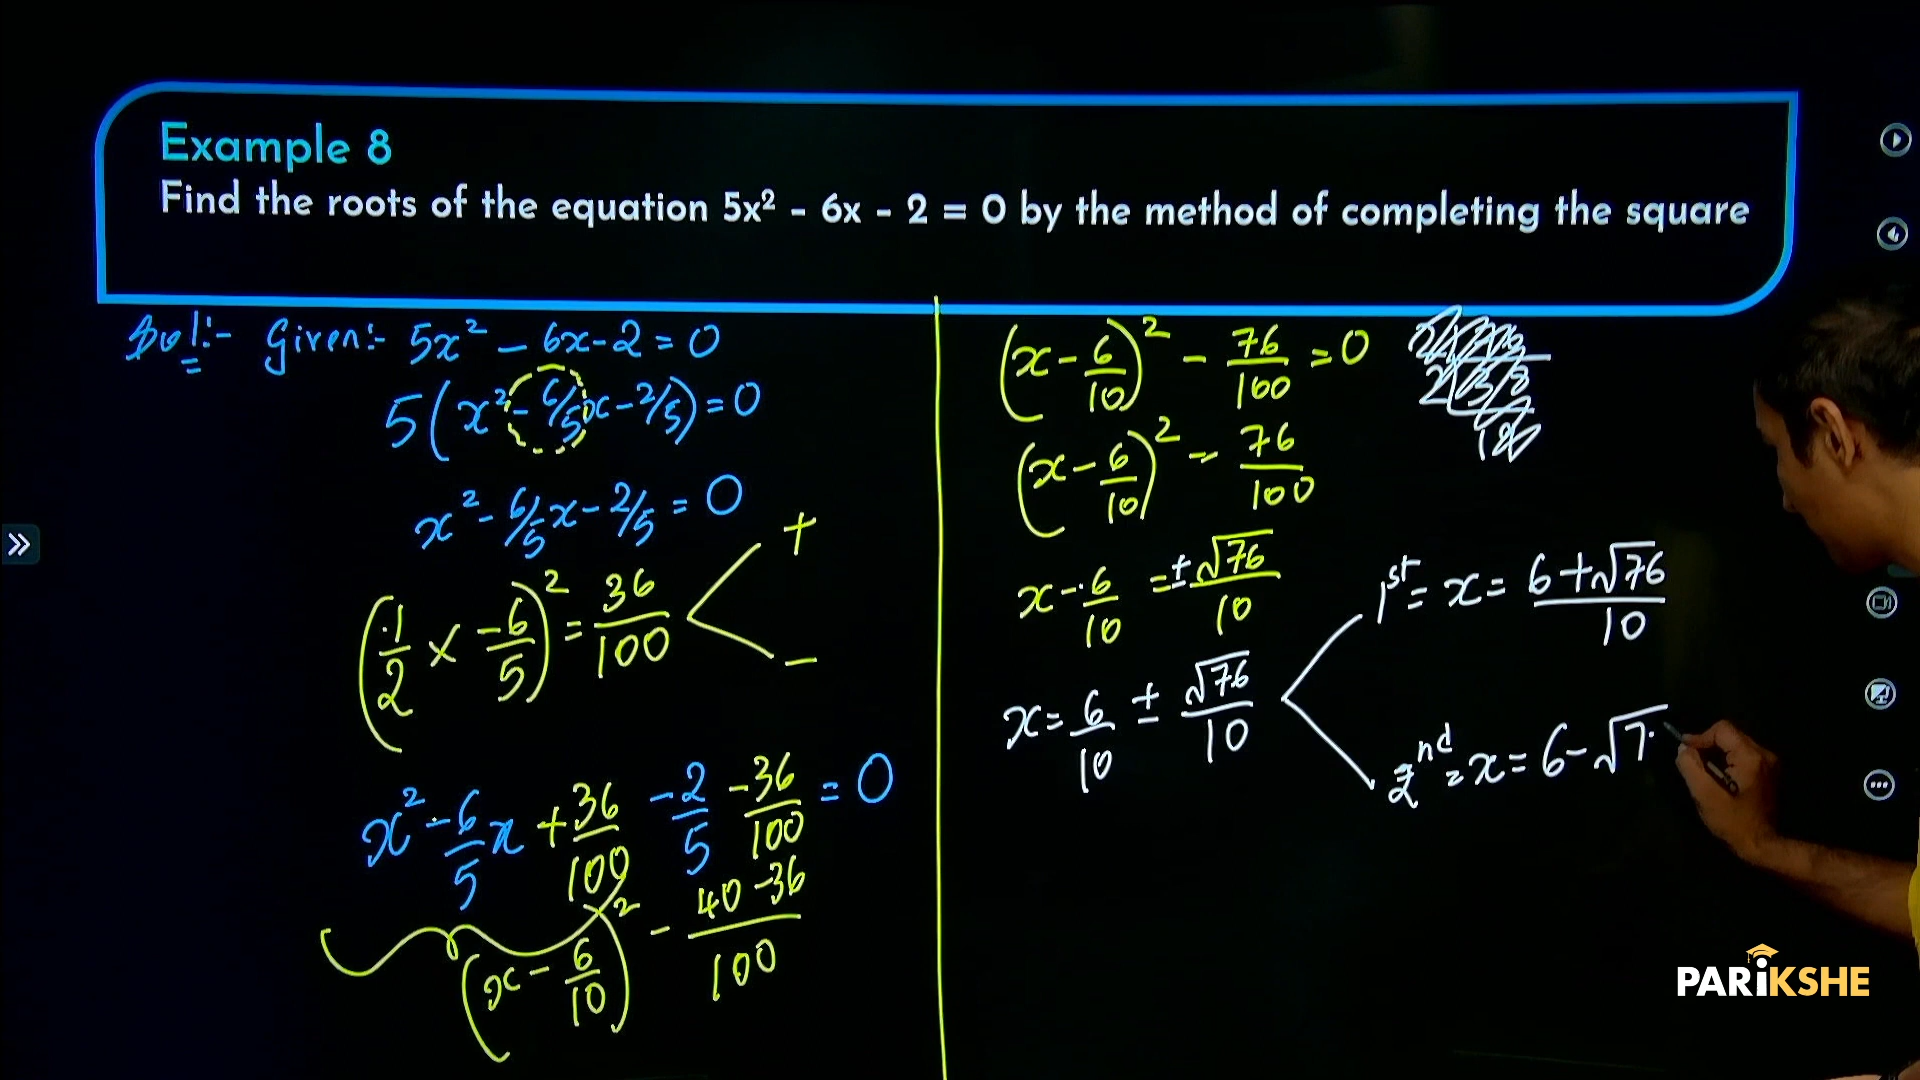 Example 8
Find the roots of the equation 5x² - 6x - 2 = 0 by the method of completing the square
Sol:- Given:- 5x² - 6x - 2 = 0
5(x² - 6/5x - 2/5) = 0
x² - 6/5x - 2/5 = 0
(1/2 × -6/5)² = 36/100
+
-
x² - 6/5x + 36/100 - 2/5 - 36/100 = 0
(x - 6/10)² - 40 - 36/100
(x - 6/10)² - 76/100 = 0
(x - 6/10)² = 76/100
x - 6/10 = ±√76/10
x = 6/10 ± √76/10
1st = x = 6 + √76/10
2nd = x = 6 - √7
PARIKSHE